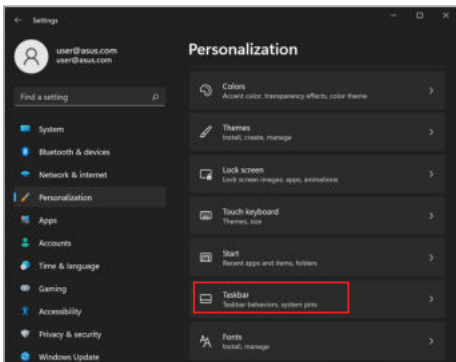 Settings
user@asus.com
user@asus.com
Find a setting
System
Bluetooth & devices
Network & internet
Personalization
Apps
Accounts
Time & language
Gaming
Accessibility
Privacy & security
Windows Update
Personalization
Colors
Accent color, transparency effects, color theme
Themes
Install, create, manage
Lock screen
Lock screen images, apps, animations
Touch keyboard
Themes, size
Start
Recent apps and items, folders
Taskbar
Taskbar behaviors, system pins
Fonts
Install, manage